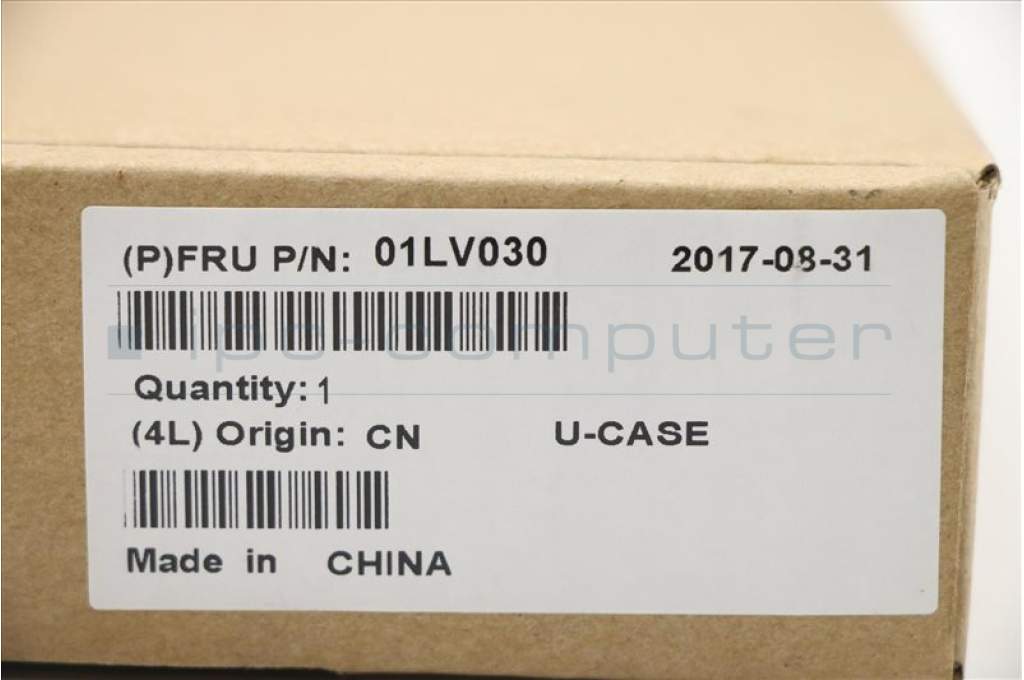 (P)FRU P/N: 01LV030 2017-08-31
ipc-computer
Quantity: 1
(4L) Origin: CN U-CASE
Made in CHINA